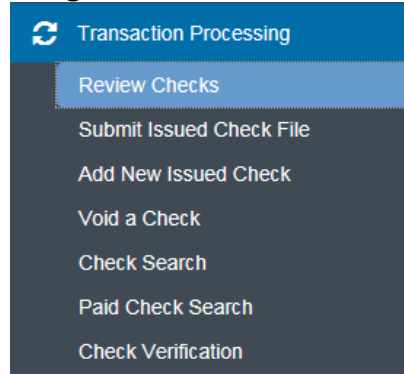 Transaction Processing
Review Checks
Submit Issued Check File
Add New Issued Check
Void a Check
Check Search
Paid Check Search
Check Verification